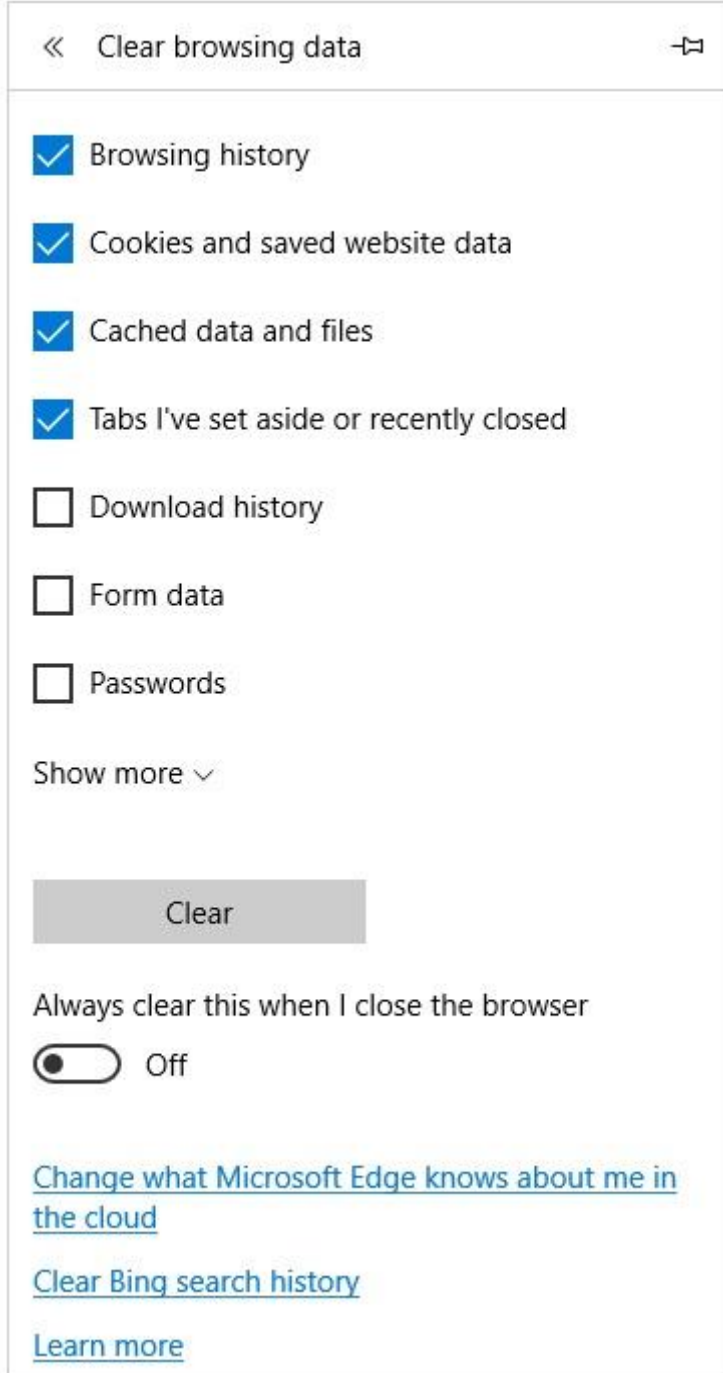 Clear browsing data
Browsing history
Cookies and saved website data
Cached data and files
Tabs I've set aside or recently closed
Download history
Form data
Passwords
Show more
Clear
Always clear this when I close the browser
Off
Change what Microsoft Edge knows about me in
the cloud
Clear Bing search history
Learn more